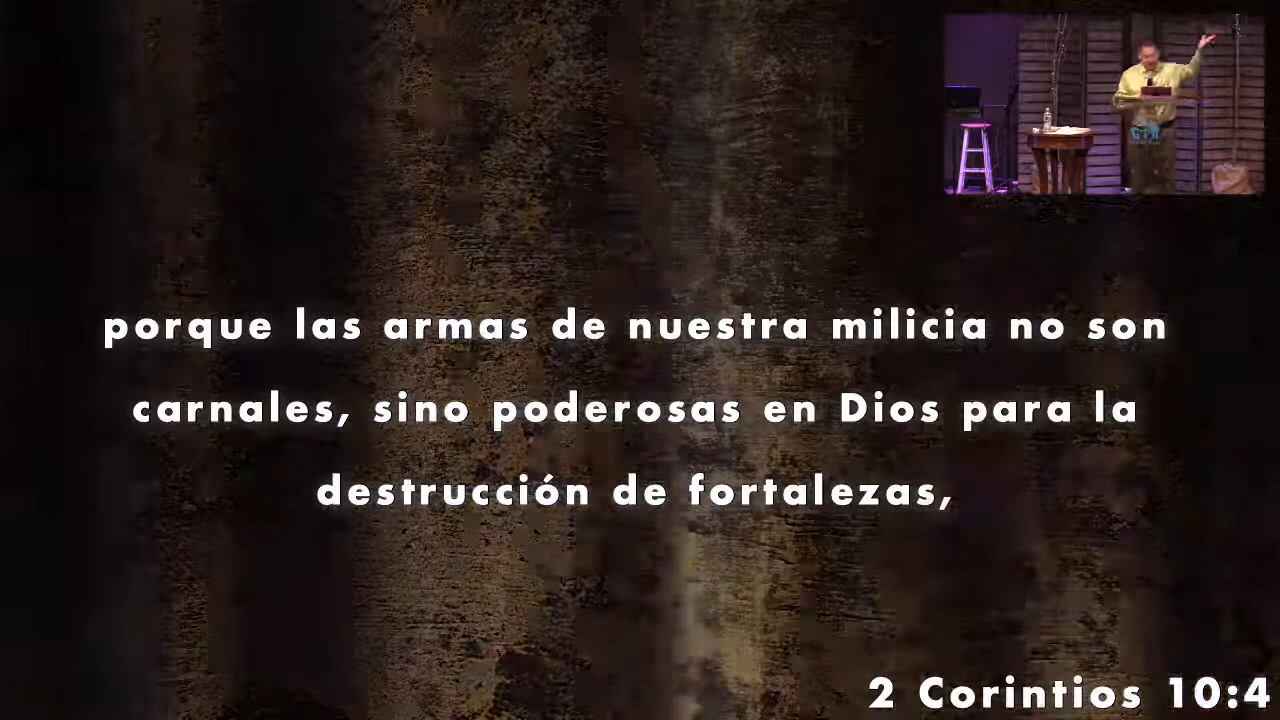 porque las armas de nuestra milicia no son
carnales, sino poderosas en Dios para la
destrucción de fortalezas,
2 Corintios 10:4